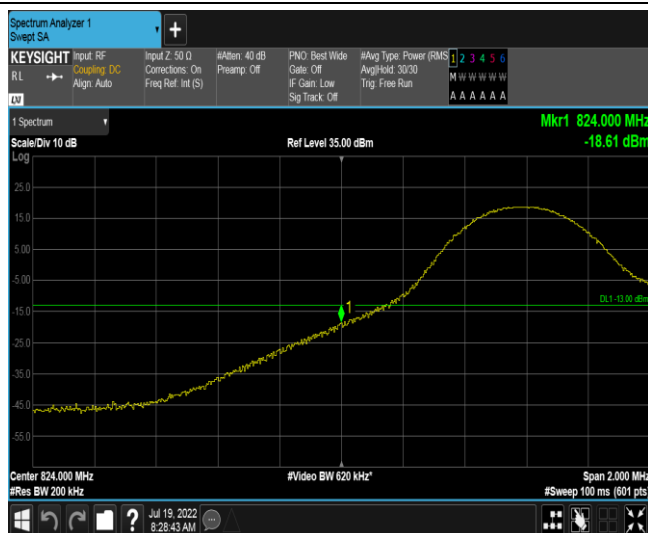 Spectrum Analyzer 1
Swept SA
KEYSIGHT
R L
LXI
Input: RF
Coupling: DC
Align: Auto
Input Z: 50 Ω
Corrections: On
Freq Ref: Int (S)
#Atten: 40 dB
Preamp: Off
PNO: Best Wide
Gate: Off
IF Gain: Low
Sig Track: Off
#Avg Type: Power (RMS
Avg|Hold: 30/30
Trig: Free Run
1 2 3 4 5 6
M W W W W W
A A A A A A
1 Spectrum
Mkr1 824.000 MHz
Scale/Div 10 dB
Ref Level 35.00 dBm
-18.61 dBm
Log
25.0
15.0
5.00
-5.00
DL1 -13.00 dBm
1
-15.0
-25.0
-35.0
-45.0
-55.0
Center 824.000 MHz
#Video BW 620 kHz*
Span 2.000 MHz
#Res BW 200 kHz
#Sweep 100 ms (601 pts)
?
Jul 19, 2022
8:28:43 AM